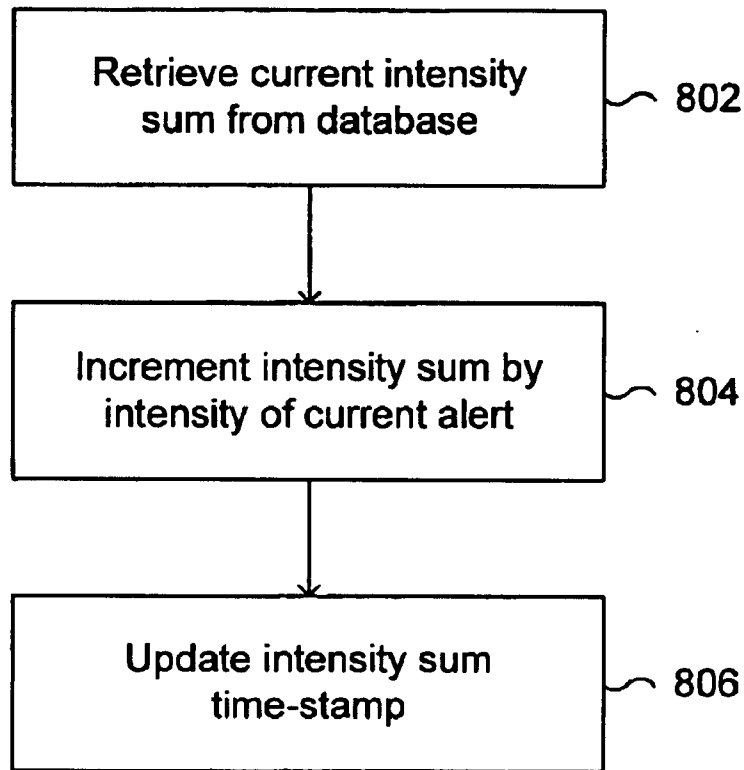 Retrieve current intensity
sum from database
802
Increment intensity sum by
intensity of current alert
804
Update intensity sum
time-stamp
806